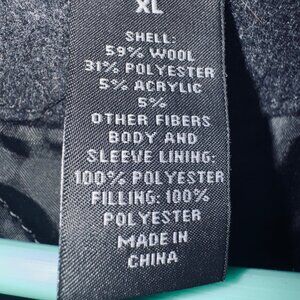 XL
SHELL:
59% WOOL
31% POLYESTER
5% ACRYLIC
5%
OTHER FIBERS
BODY AND
SLEEVE LINING:
100% POLYESTER
FILLING: 100%
POLYESTER
MADE IN
CHINA